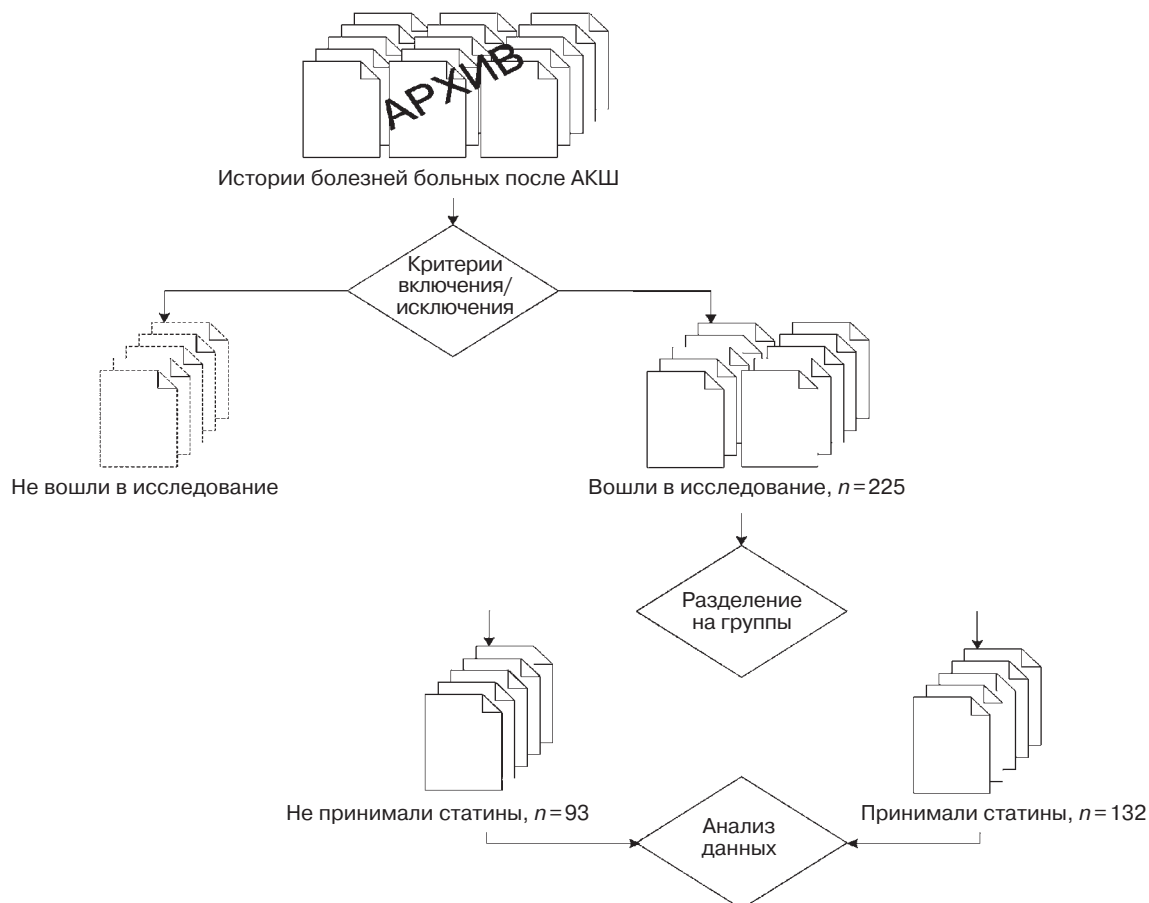 АРХИВ
Истории болезней больных после АКШ
Критерии
включения/
исключения
Не вошли в исследование
Вошли в исследование, n=225
Разделение
на группы
Не принимали статины, n=93
Принимали статины, n=132
Анализ
данных